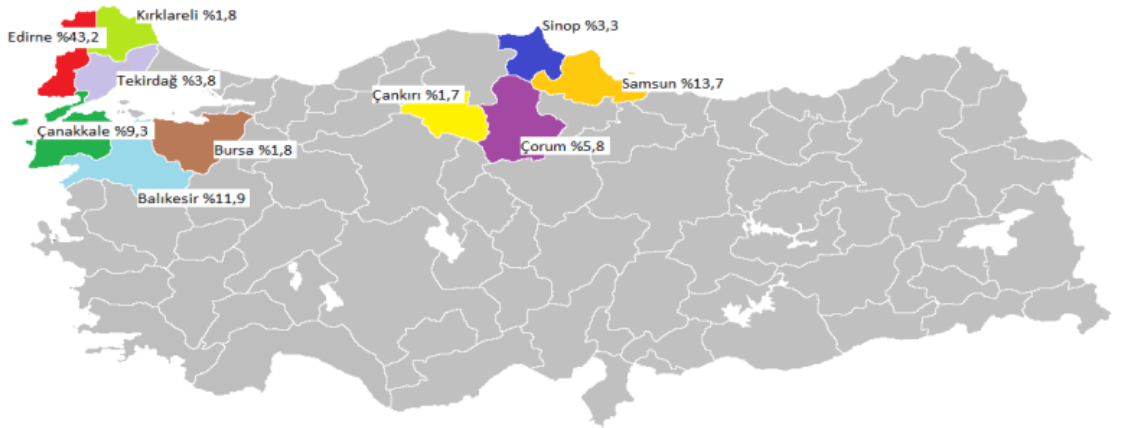 Kırklareli %1,8
Sinop %3,3
Edirne %43,2
Tekirdağ %3,8
Samsun %13,7
Çankırı %1,7
Çanakkale %9,3
Bursa %1,8
Çorum %5,8
Balıkesir %11,9